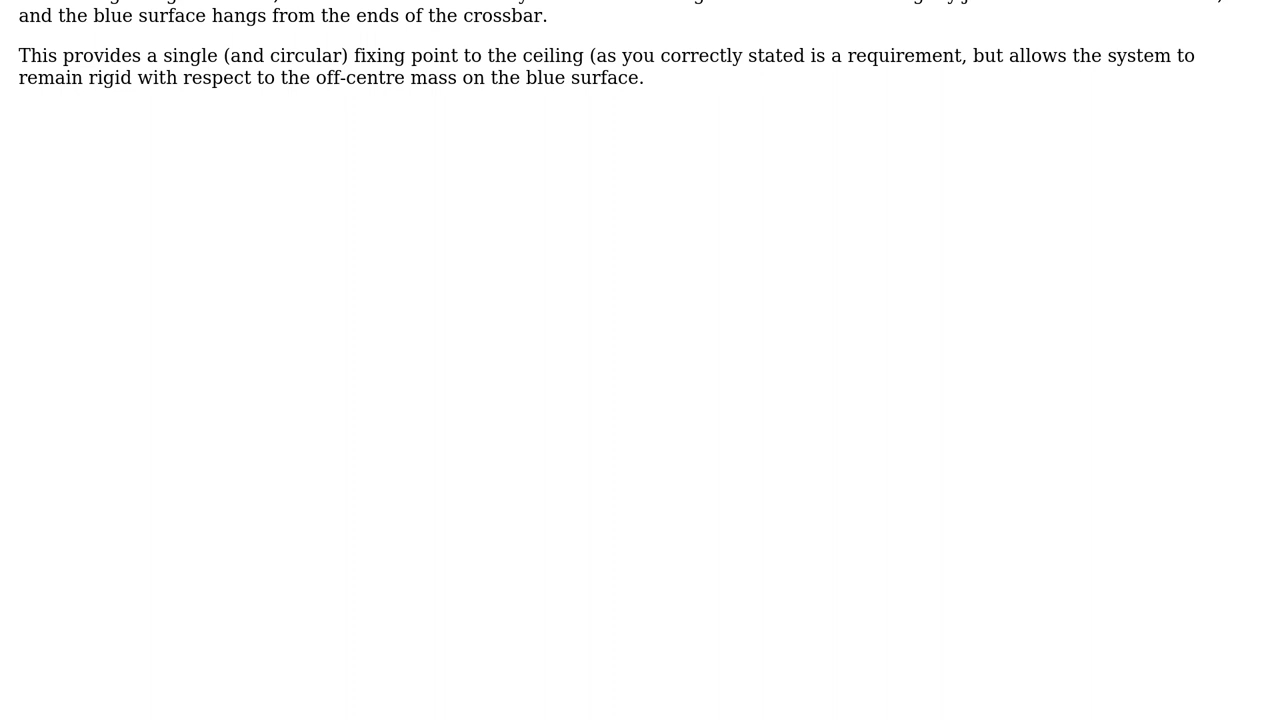 and the blue surface hangs from the ends of the crossbar.
This provides a single (and circular) fixing point to the ceiling (as you correctly stated is a requirement, but allows the system to
remain rigid with respect to the off-centre mass on the blue surface.